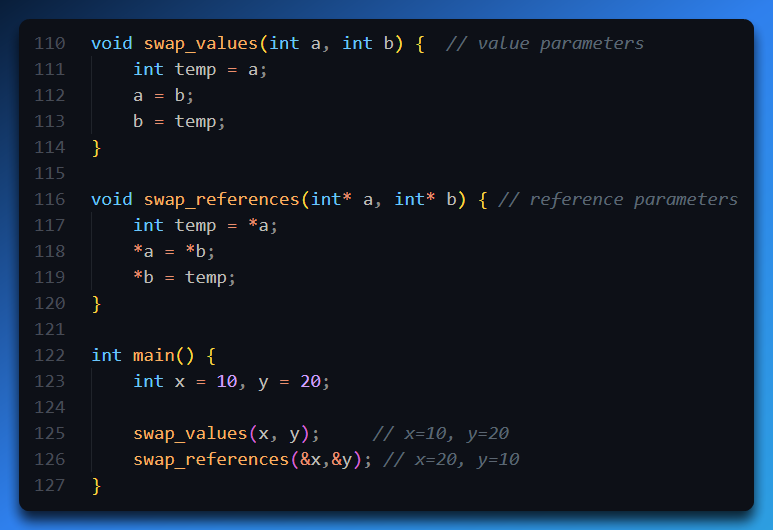 110 void swap_values(int a, int b) {  // value parameters
111     int temp = a;
112     a = b;
113     b = temp;
114 }
115
116 void swap_references(int* a, int* b) { // reference parameters
117     int temp = *a;
118     *a = *b;
119     *b = temp;
120 }
121
122 int main() {
123     int x = 10, y = 20;
124
125     swap_values(x, y);     // x=10, y=20
126     swap_references(&x,&y); // x=20, y=10
127 }